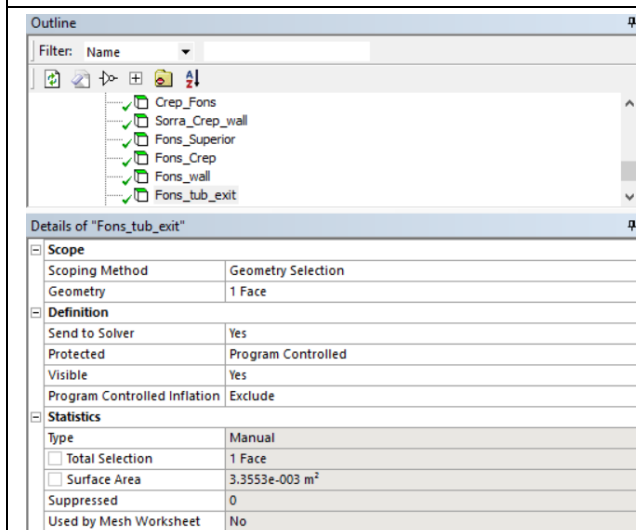 Outline
Filter: Name
Crep_Fons
Sorra_Crep_wall
Fons_Superior
Fons_Crep
Fons_wall
Fons_tub_exit
Details of "Fons_tub_exit"
Scope
Scoping Method Geometry Selection
Geometry 1 Face
Definition
Send to Solver Yes
Protected Program Controlled
Visible Yes
Program Controlled Inflation Exclude
Statistics
Type Manual
Total Selection 1 Face
Surface Area 3.3553e-003 m²
Suppressed 0
Used by Mesh Worksheet No